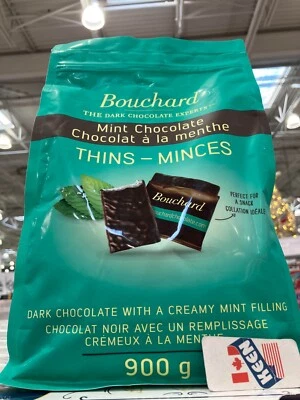 Bouchard
THE DARK CHOCOLATE EXPERTS
Mint Chocolate
Chocolat à la menthe
THINS – MINCES
PERFECT FOR
A SNACK
COLLATION IDÉALE
Bouchard
DARK CHOCOLATE WITH A CREAMY MINT FILLING
CHOCOLAT NOIR AVEC UN REMPLISSAGE
CRÉMEUX À LA MENTHE
900 g
KEEN